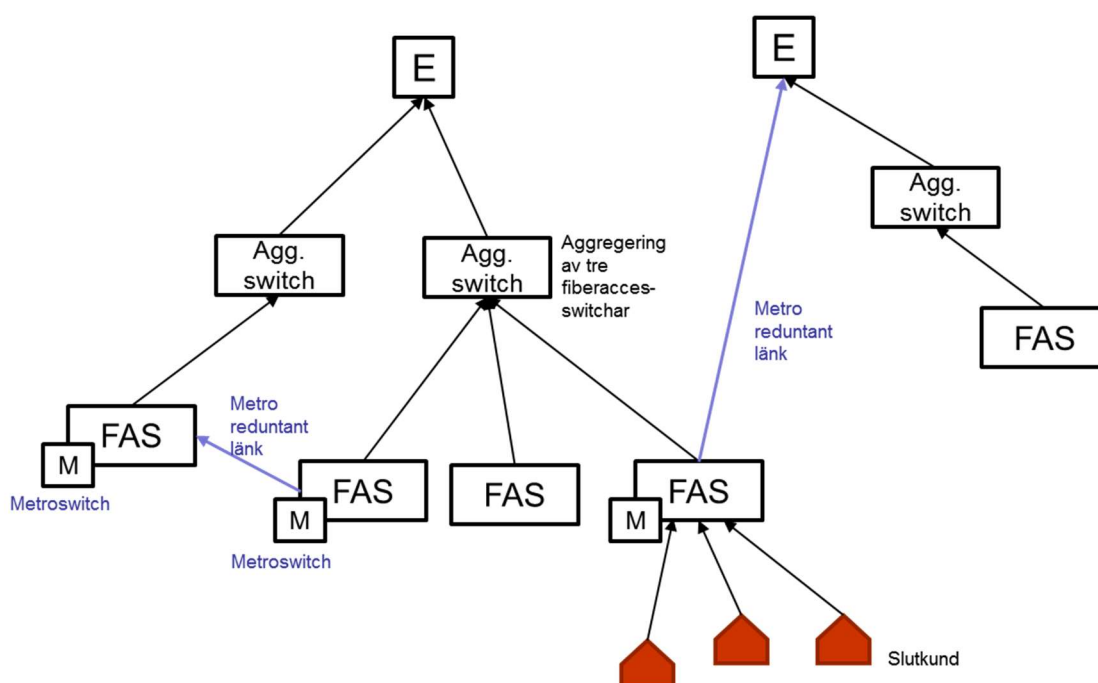 E
E
Agg.
switch
Agg.
switch
Agg.
switch
Aggregering
av tre
fiberacces-
switchar
Metro
reduntant
länk
FAS
FAS
M
Metroswitch
Metro
reduntant
länk
FAS
M
Metroswitch
FAS
FAS
M
Slutkund